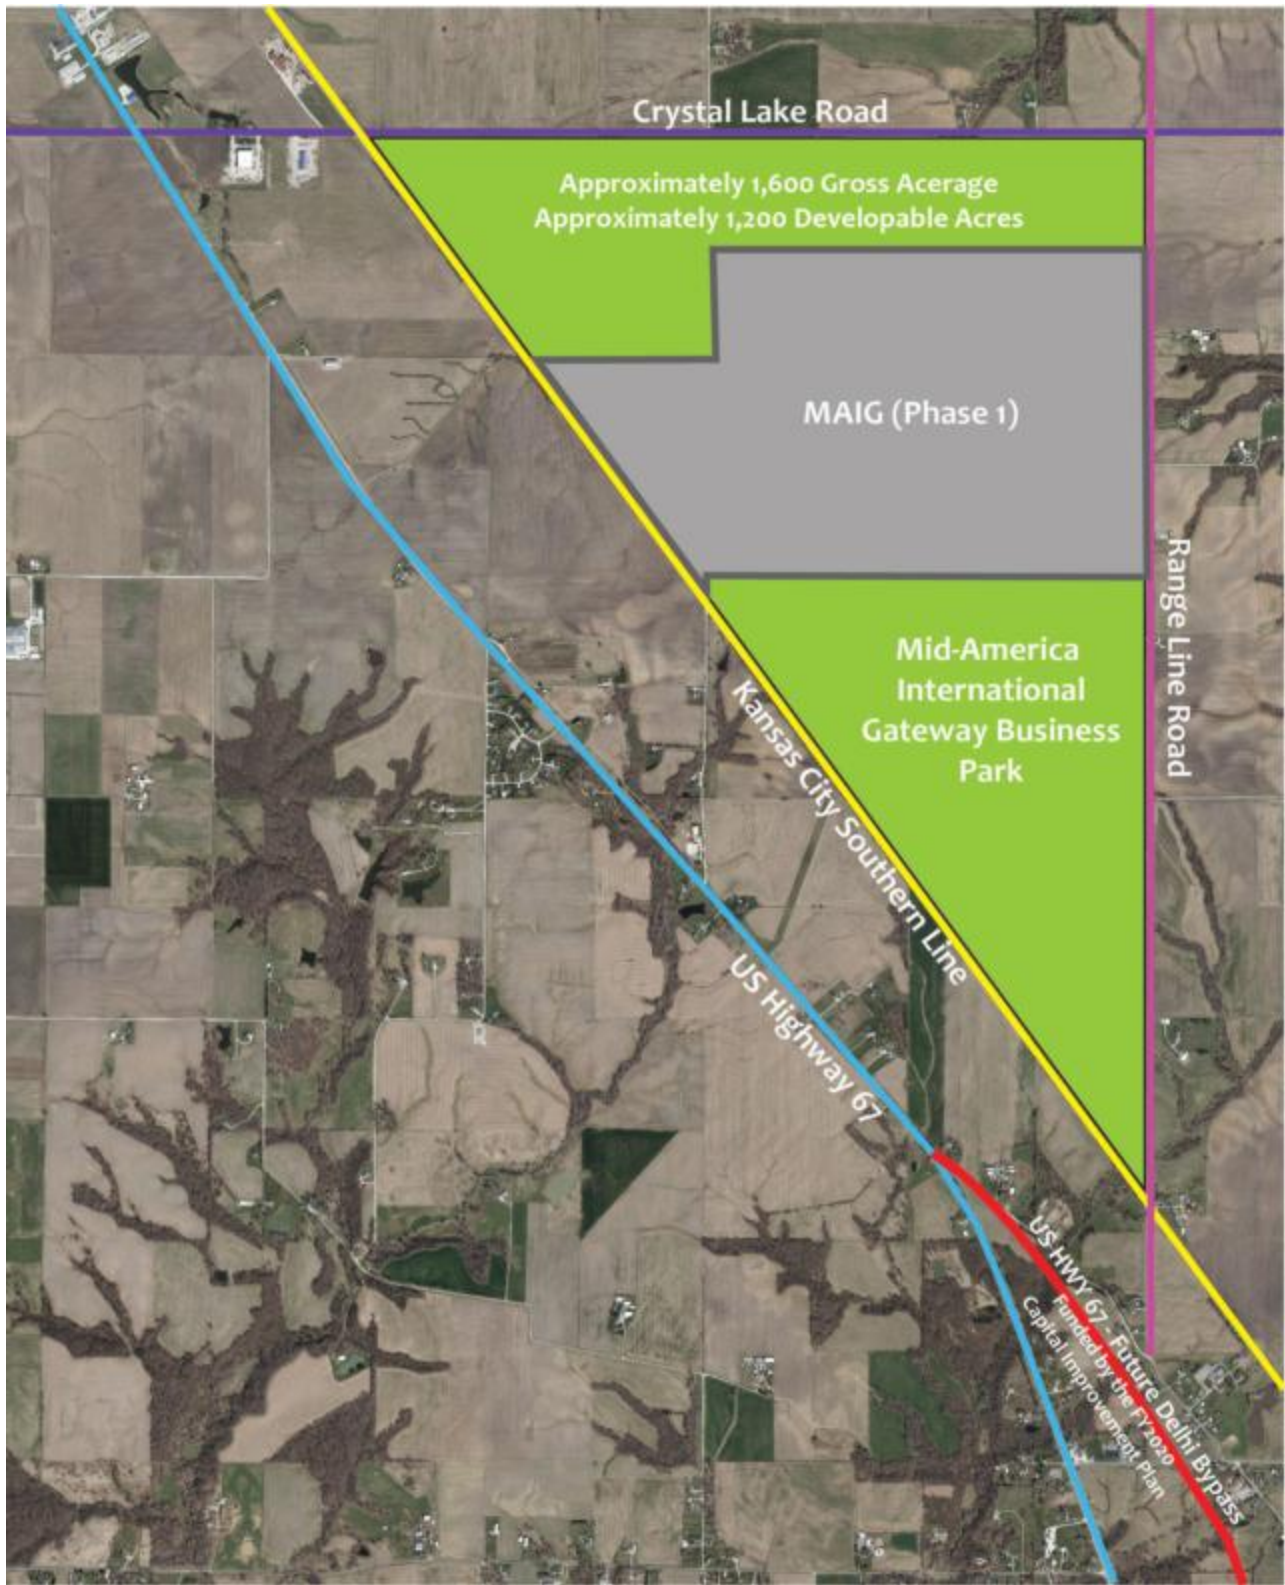 Crystal Lake Road
Approximately 1,600 Gross Acerage
Approximately 1,200 Developable Acres
MAIG (Phase 1)
Range Line Road
Mid-America
International
Gateway Business
Park
Kansas City Southern Line
US Highway 67
US HWY 67 - Future Delhi Bypass
Funded by the FY2020
Capital Improvement Plan